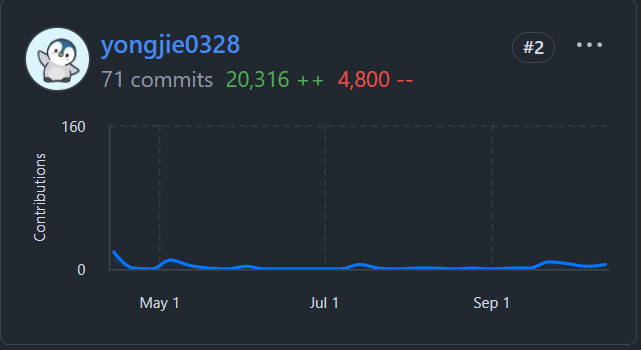 yongjie0328
#2
71 commits 20,316 ++ 4,800 --
160
Contributions
0
May 1 Jul 1 Sep 1